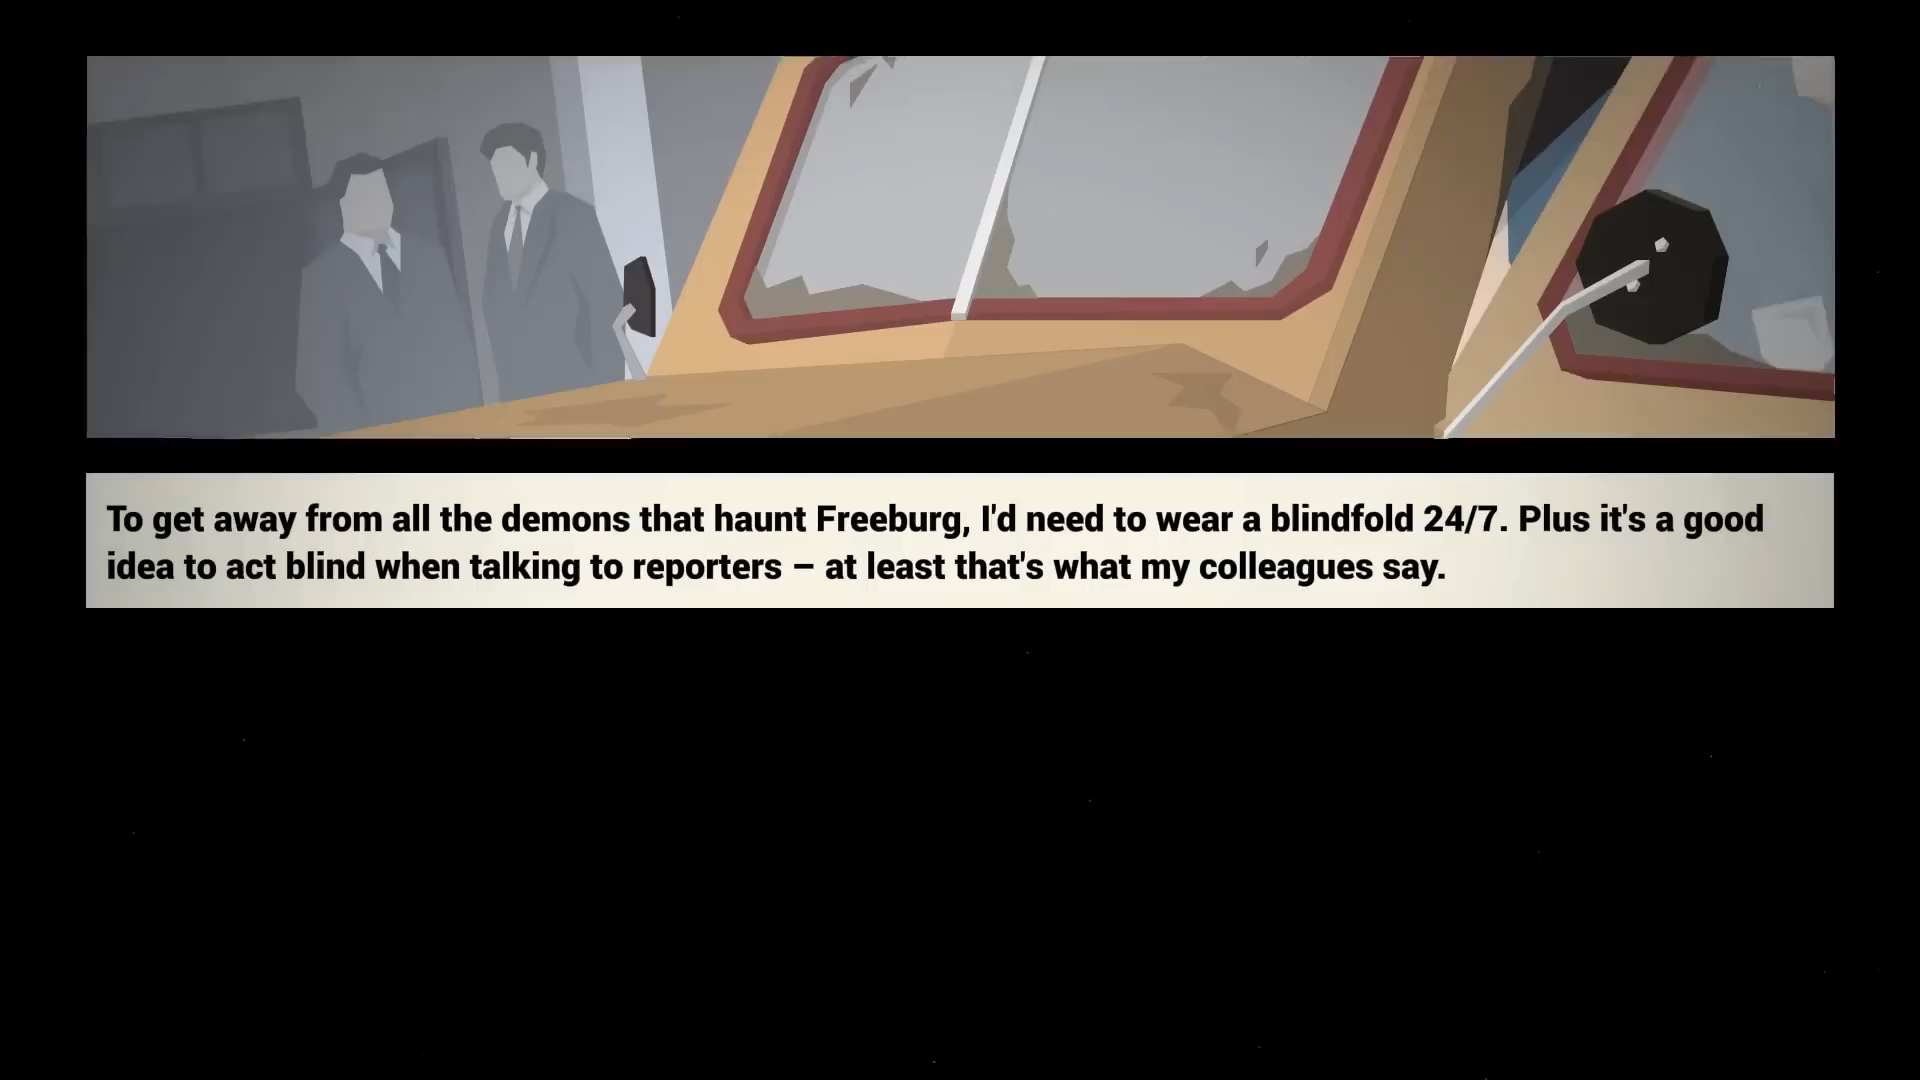 To get away from all the demons that haunt Freeburg, I'd need to wear a blindfold 24/7. Plus it's a good
idea to act blind when talking to reporters – at least that's what my colleagues say.